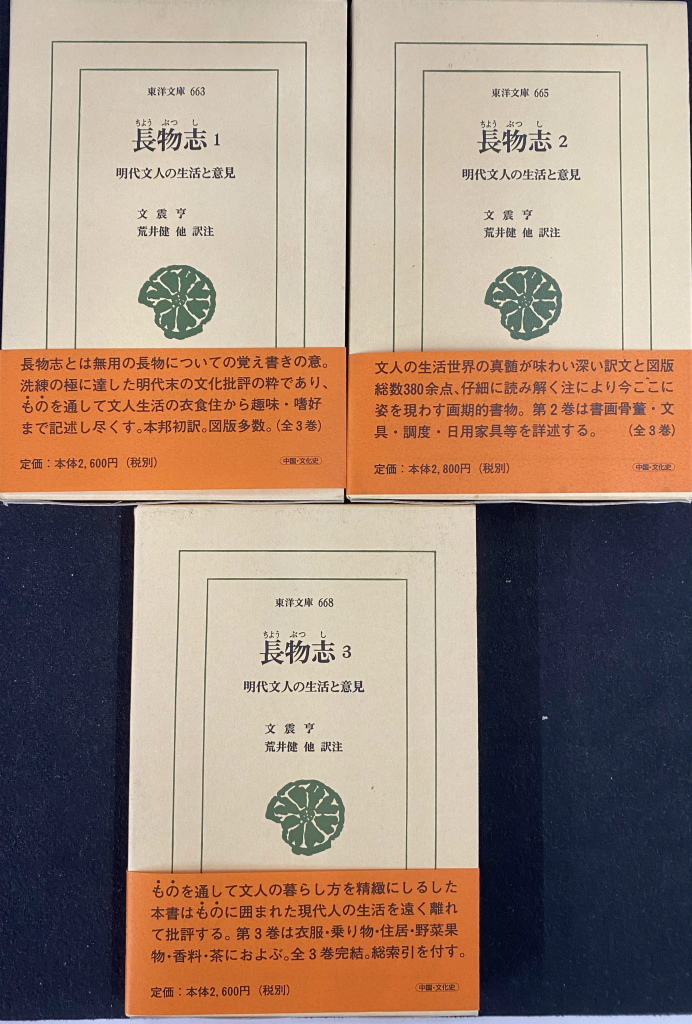 東洋文庫 663
ちよう ぶつ し
長物志 1
明代文人の生活と意見
文 震 亨
荒井健 他 訳注
長物志とは無用の長物についての覚え書きの意。
洗練の極に達した明代末の文化批評の粋であり、
ものを通して文人生活の衣食住から趣味・嗜好
まで記述し尽くす。本邦初訳。図版多数。(全3巻)
定価:本体2,600円(税別)
中国・文化史
東洋文庫 665
ちよう ぶつ し
長物志 2
明代文人の生活と意見
文 震 亨
荒井健 他 訳注
文人の生活世界の真髄が味わい深い訳文と図版
総数380余点、仔細に読み解く注により今ここに
姿を現わす画期的書物。第2巻は書画骨董・文
具・調度・日用家具等を詳述する。 (全3巻)
定価:本体2,800円(税別)
中国・文化史
東洋文庫 668
ちよう ぶつ し
長物志 3
明代文人の生活と意見
文 震 亨
荒井健 他 訳注
ものを通して文人の暮らし方を精緻にしるした
本書はものに囲まれた現代人の生活を遠く離れ
て批評する。第3巻は衣服・乗り物・住居・野菜果
物・香料・茶におよぶ。全3巻完結。総索引を付す。
定価:本体2,600円(税別)
中国・文化史